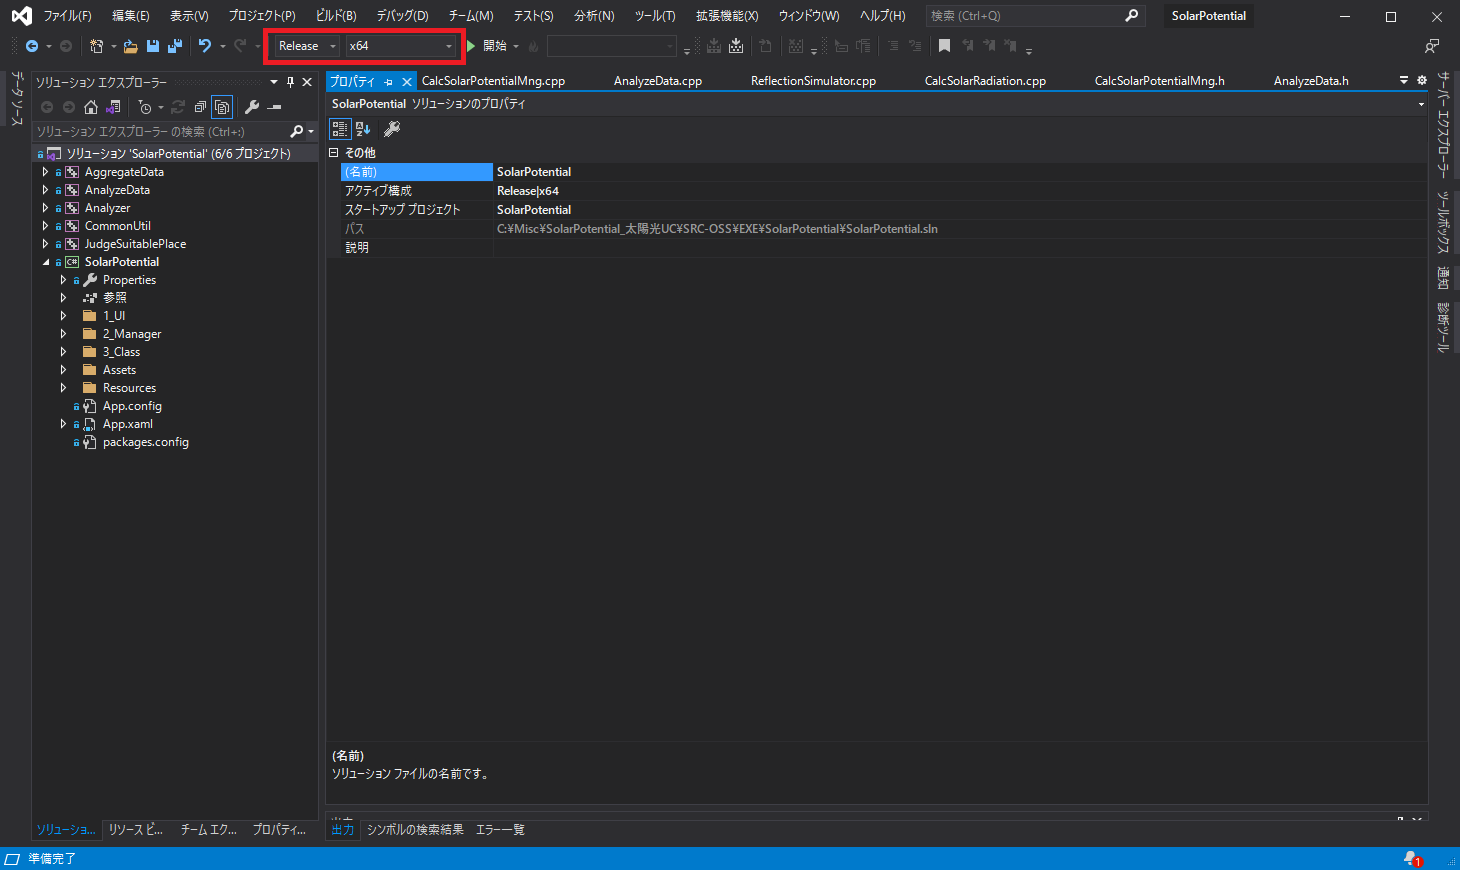 ファイル(F) 編集(E) 表示(V) プロジェクト(P) ビルド(B) デバッグ(D) チーム(M) テスト(S) 分析(N) ツール(T) 拡張機能(X) ウィンドウ(W) ヘルプ(H) 検索 (Ctrl+Q) SolarPotential
Release x64 開始
データ ソース
ソリューション エクスプローラー
ソリューション エクスプローラー の検索 (Ctrl+;)
ソリューション 'SolarPotential' (6/6 プロジェクト)
AggregateData
AnalyzeData
Analyzer
CommonUtil
JudgeSuitablePlace
C# SolarPotential
Properties
参照
1_UI
2_Manager
3_Class
Assets
Resources
App.config
App.xaml
packages.config
ソリューショ... リソース ビ... チーム エク... プロパティ...
プロパティ CalcSolarPotentialMng.cpp AnalyzeData.cpp ReflectionSimulator.cpp CalcSolarRadiation.cpp CalcSolarPotentialMng.h AnalyzeData.h
SolarPotential ソリューションのプロパティ
その他
(名前) SolarPotential
アクティブ構成 Release|x64
スタートアップ プロジェクト SolarPotential
パス C:¥Misc¥SolarPotential_太陽光UC¥SRC-OSS¥EXE¥SolarPotential¥SolarPotential.sln
説明
(名前)
ソリューション ファイルの名前です。
出力
出力 シンボルの検索結果 エラー一覧
サーバー エクスプローラー
ツールボックス
通知
診断ツール
準備完了 1